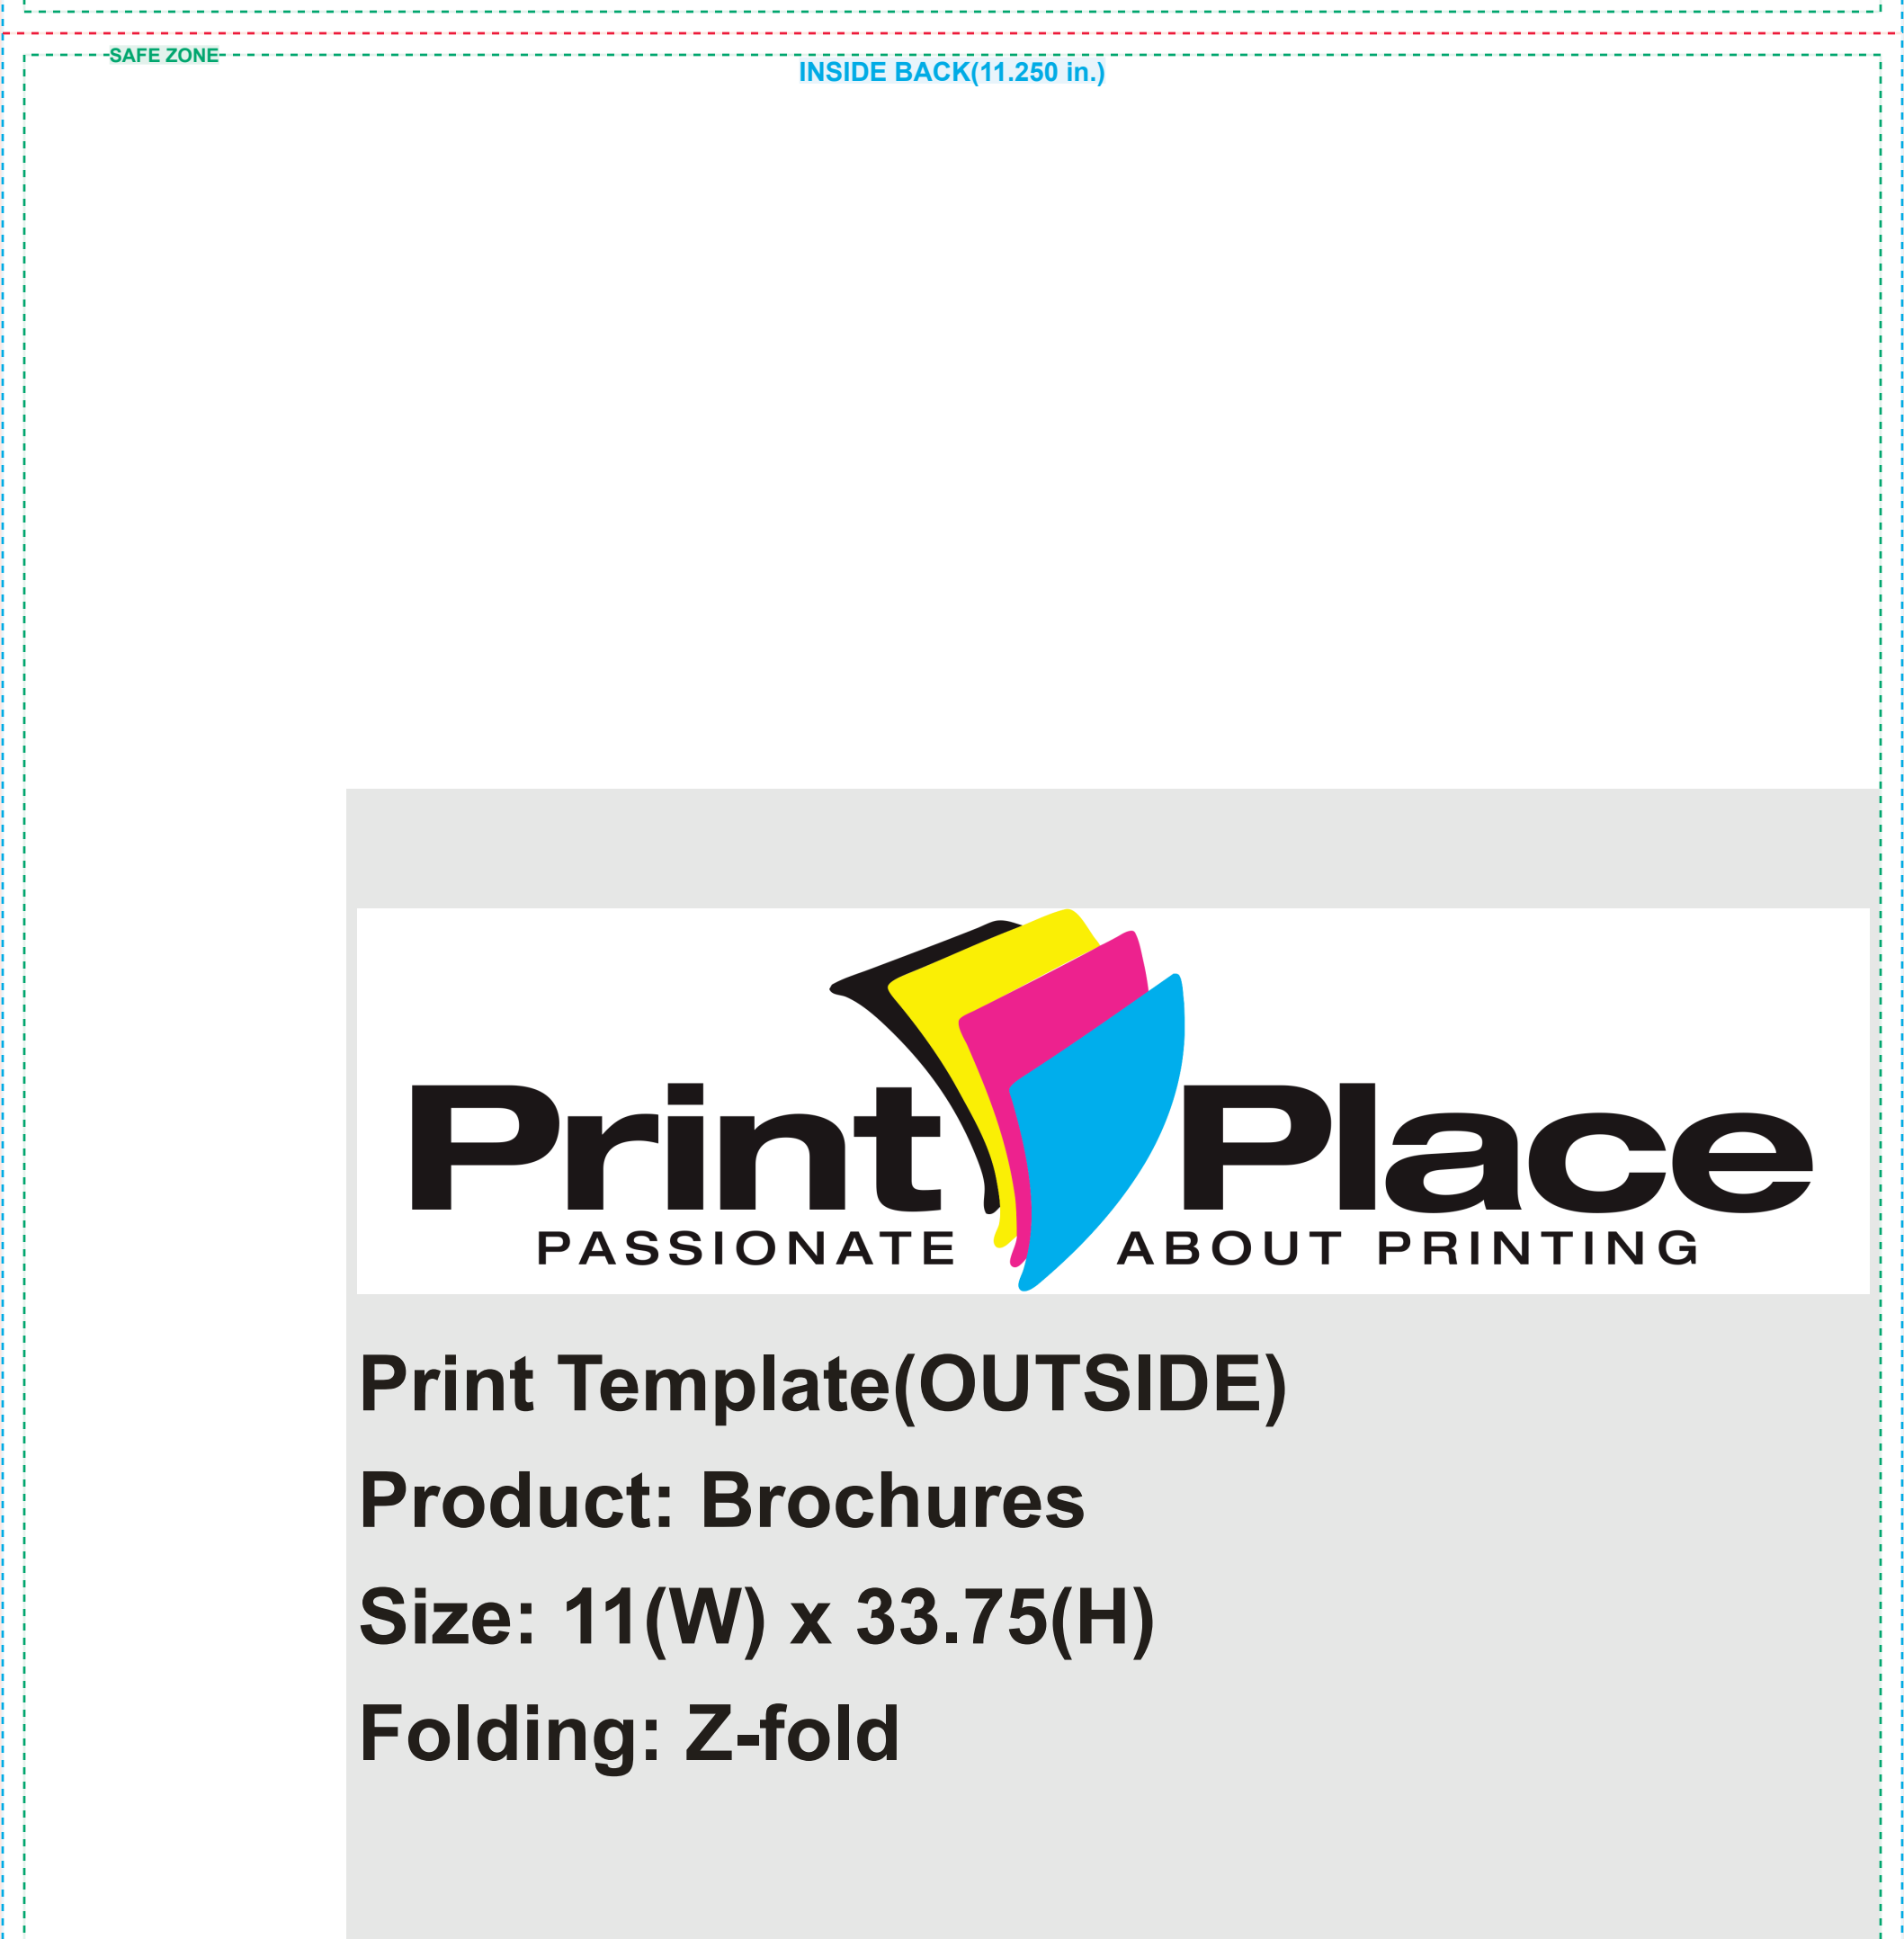 SAFE ZONE
INSIDE BACK(11.250 in.)
Print Place
PASSIONATE ABOUT PRINTING
Print Template(OUTSIDE)
Product: Brochures
Size: 11(W) x 33.75(H)
Folding: Z-fold